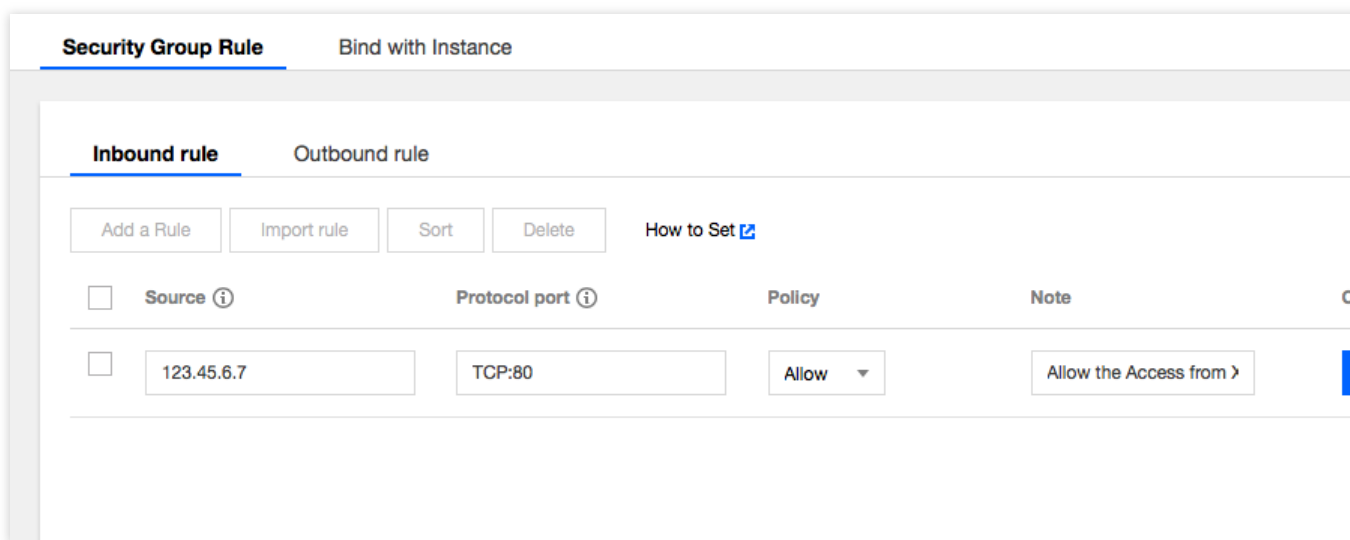 Security Group Rule Bind with Instance
Inbound rule Outbound rule
Add a Rule Import rule Sort Delete How to Set
Source Protocol port Policy Note
123.45.6.7 TCP:80 Allow Allow the Access from